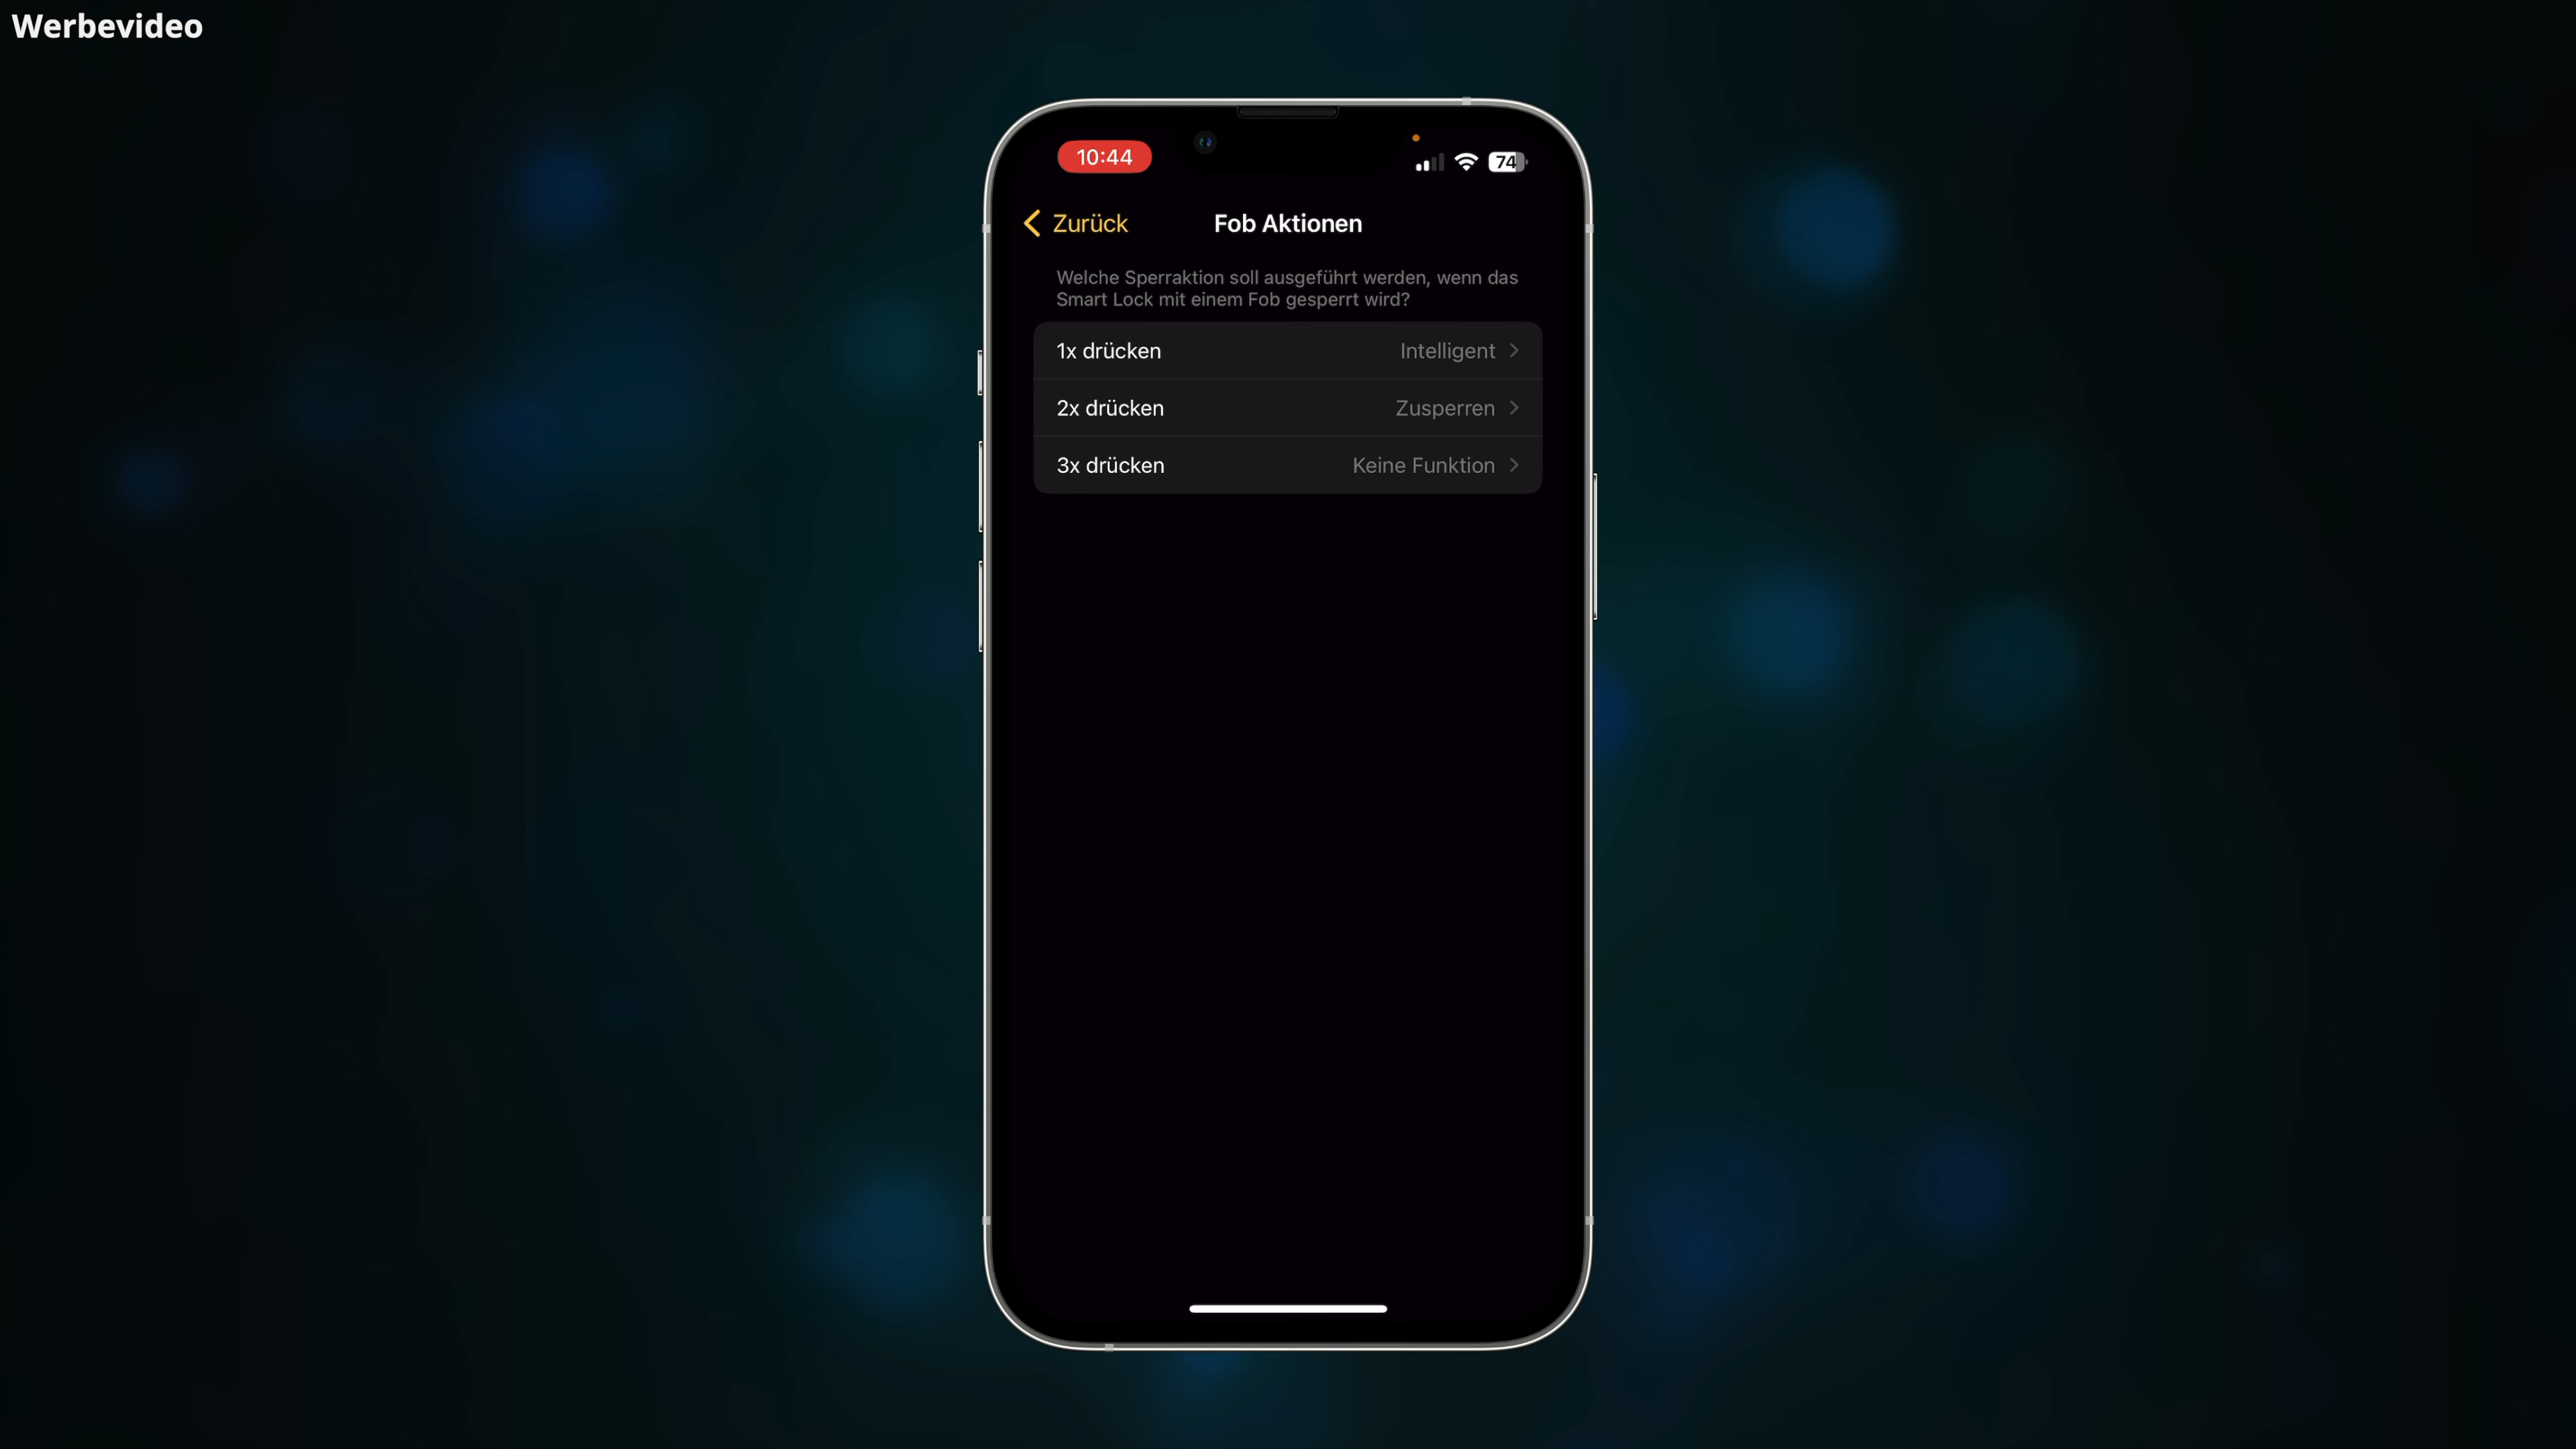 Werbevideo
10:44
74
Zurück
Fob Aktionen
Welche Sperraktion soll ausgeführt werden, wenn das
Smart Lock mit einem Fob gesperrt wird?
1x drücken Intelligent
2x drücken Zusperren
3x drücken Keine Funktion